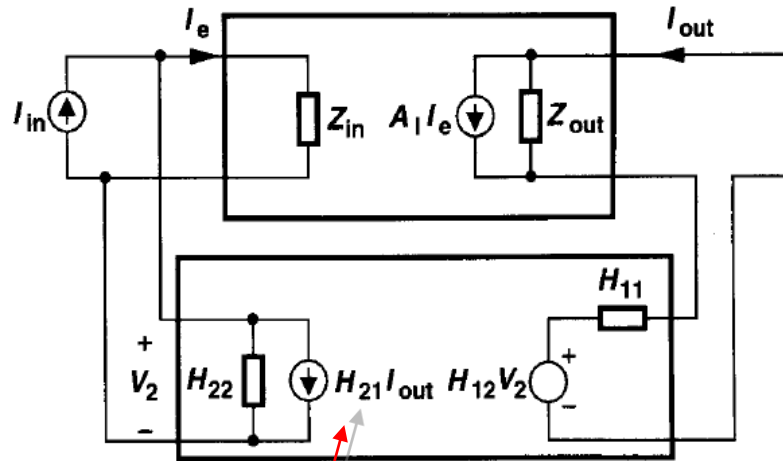 I_e
I_out
I_in
Z_in
A_I I_e
Z_out
H_11
+
V_2
−
H_22
H_21 I_out
H_12 V_2
+
−